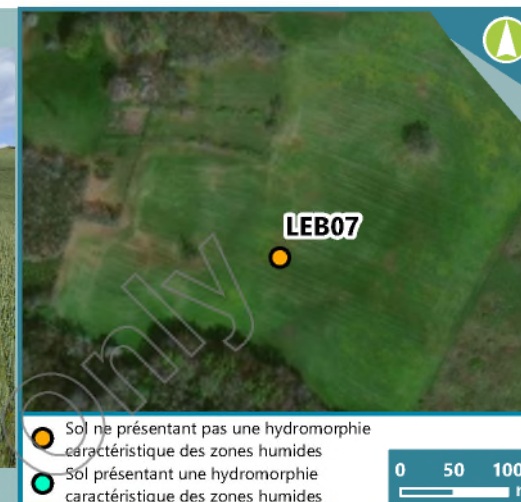 LEB07
Only
Sol ne présentant pas une hydromorphie
caractéristique des zones humides
Sol présentant une hydromorphie
caractéristique des zones humides
0 50 100